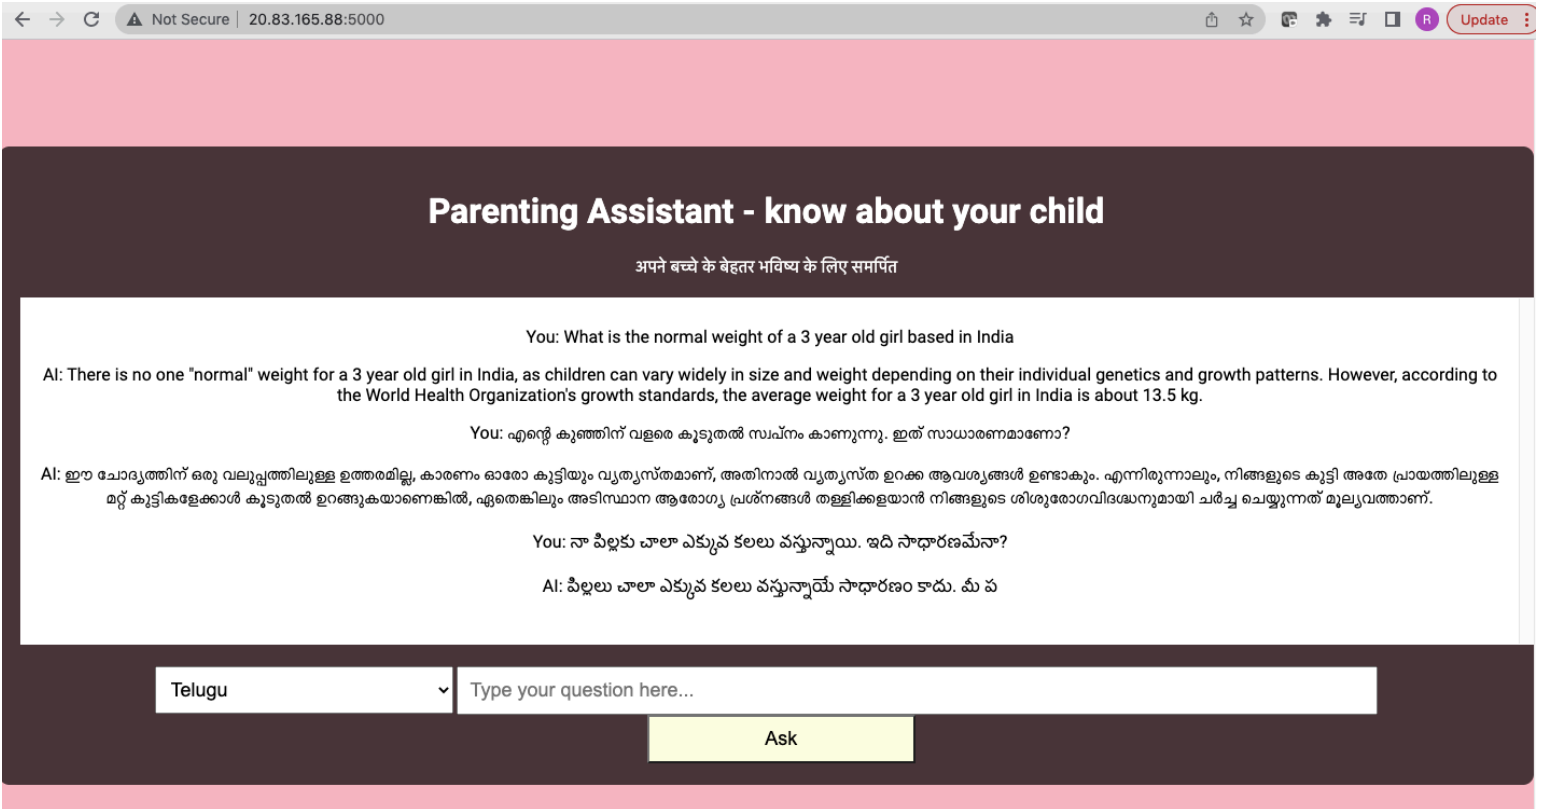 Not Secure
20.83.165.88:5000
R
Update
Parenting Assistant - know about your child
अपने बच्चे के बेहतर भविष्य के लिए समर्पित
You: What is the normal weight of a 3 year old girl based in India
AI: There is no one "normal" weight for a 3 year old girl in India, as children can vary widely in size and weight depending on their individual genetics and growth patterns. However, according to
the World Health Organization's growth standards, the average weight for a 3 year old girl in India is about 13.5 kg.
You: എന്റെ കുഞ്ഞിന് വളരെ കൂടുതൽ സ്വപ്നം കാണുന്നു. ഇത് സാധാരണമാണോ?
AI: ഈ ചോദ്യത്തിന് ഒരു വലുപ്പത്തിലുള്ള ഉത്തരമില്ല, കാരണം ഓരോ കുട്ടിയും വ്യത്യസ്തമാണ്, അതിനാൽ വ്യത്യസ്ത ഉറക്ക ആവശ്യങ്ങൾ ഉണ്ടാകും. എന്നിരുന്നാലും, നിങ്ങളുടെ കുട്ടി അതേ പ്രായത്തിലുള്ള
മറ്റ് കുട്ടികളേക്കാൾ കൂടുതൽ ഉറങ്ങുകയാണെങ്കിൽ, ഏതെങ്കിലും അടിസ്ഥാന ആരോഗ്യ പ്രശ്നങ്ങൾ തള്ളിക്കളയാൻ നിങ്ങളുടെ ശിശുരോഗവിദഗ്ദ്ധനുമായി ചർച്ച ചെയ്യുന്നത് മൂല്യവത്താണ്.
You: నా పిల్లకు చాలా ఎక్కువ కలలు వస్తున్నాయి. ఇది సాధారణమేనా?
AI: పిల్లలు చాలా ఎక్కువ కలలు వస్తున్నాయే సాధారణం కాదు. మీ ప
Telugu
Type your question here...
Ask